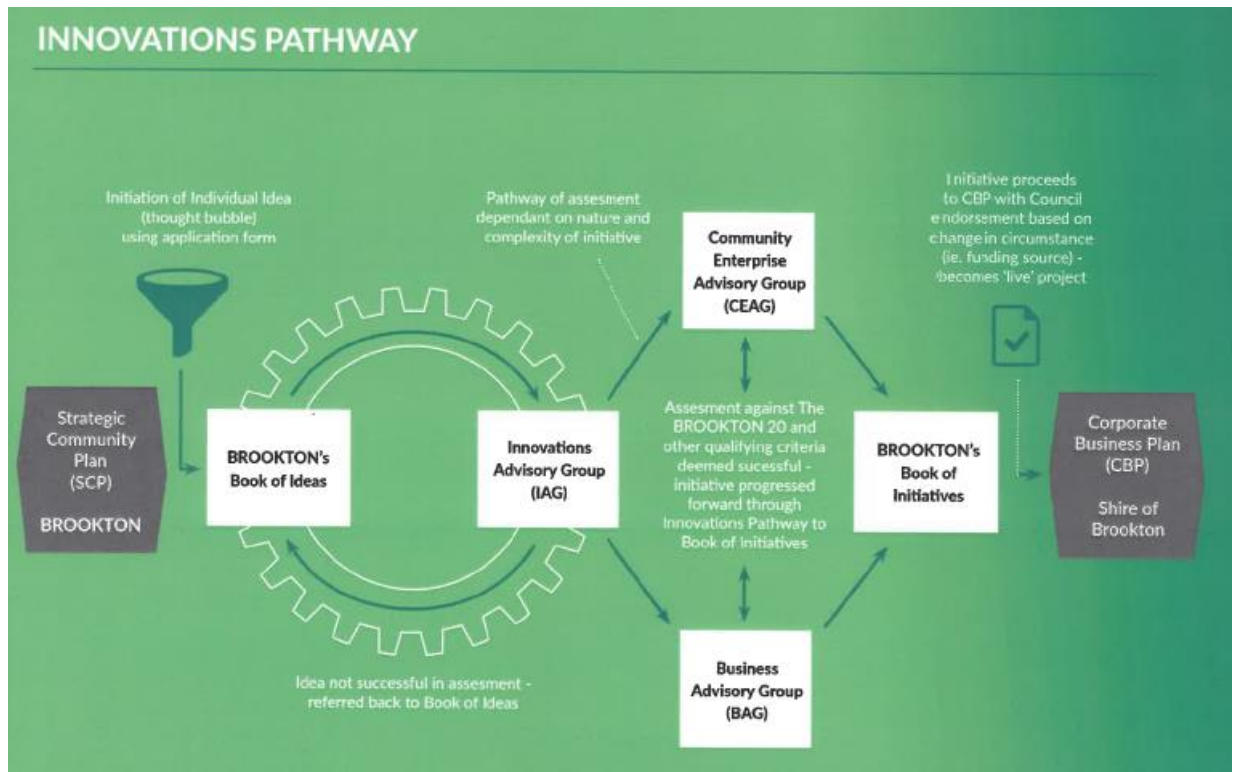 INNOVATIONS PATHWAY
Initiation of Individual Idea
(thought bubble)
using application form
Pathway of assesment
dependant on nature and
complexity of initiative
Initiative proceeds
to CBP with Council
endorsement based on
change in circumstance
(ie. funding source) -
becomes 'live' project
Strategic
Community
Plan
(SCP)
BROOKTON
BROOKTON's
Book of Ideas
Innovations
Advisory Group
(IAG)
Community
Enterprise
Advisory Group
(CEAG)
Assesment against The
BROOKTON 20 and
other qualifying criteria
deemed sucessful -
initiative progressed
forward through
Innovations Pathway to
Book of Initiatives
Business
Advisory Group
(BAG)
BROOKTON's
Book of
Initiatives
Corporate
Business Plan
(CBP)
Shire of
Brookton
Idea not successful in assesment -
referred back to Book of Ideas